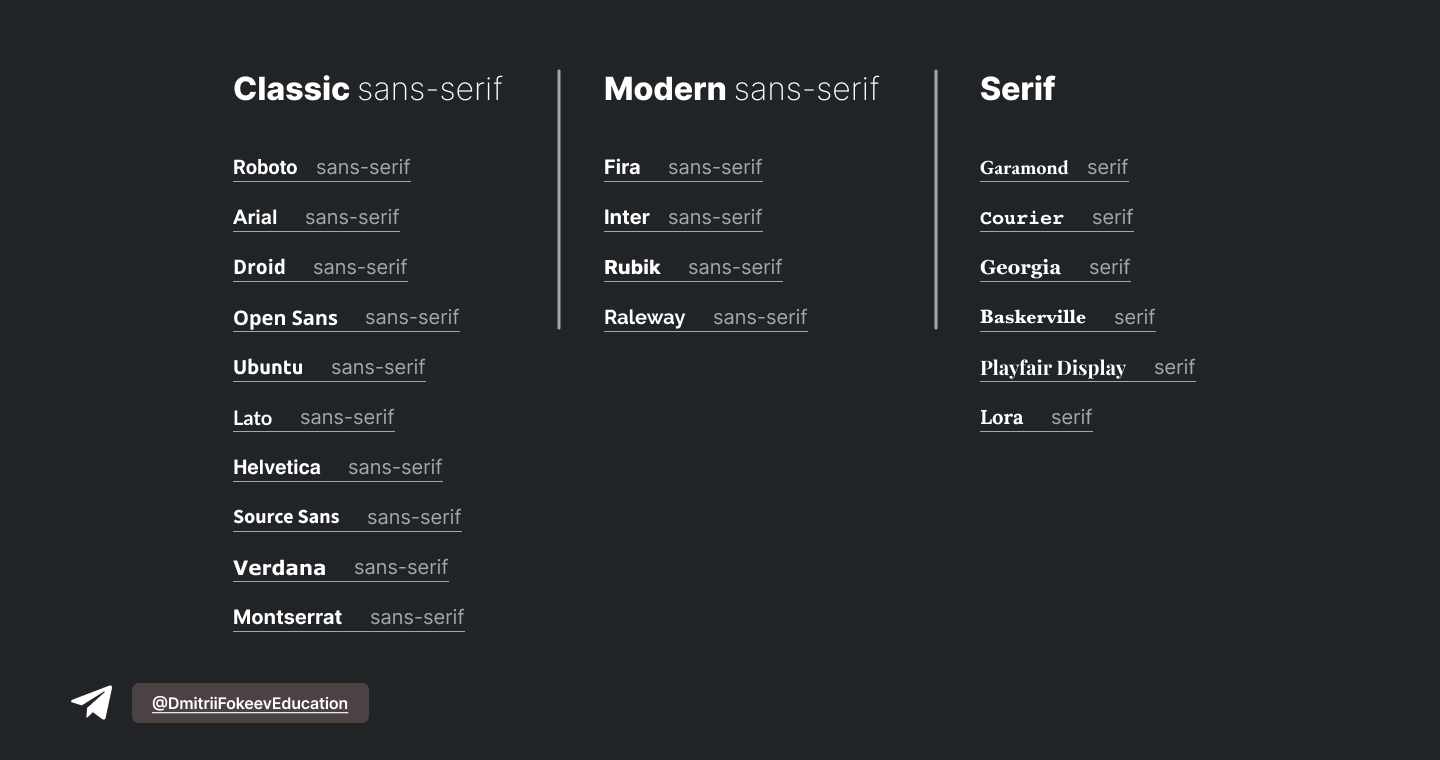 Classic sans-serif
Roboto sans-serif
Arial sans-serif
Droid sans-serif
Open Sans sans-serif
Ubuntu sans-serif
Lato sans-serif
Helvetica sans-serif
Source Sans sans-serif
Verdana sans-serif
Montserrat sans-serif
Modern sans-serif
Fira sans-serif
Inter sans-serif
Rubik sans-serif
Raleway sans-serif
Serif
Garamond serif
Courier serif
Georgia serif
Baskerville serif
Playfair Display serif
Lora serif
@DmitriiFokeevEducation